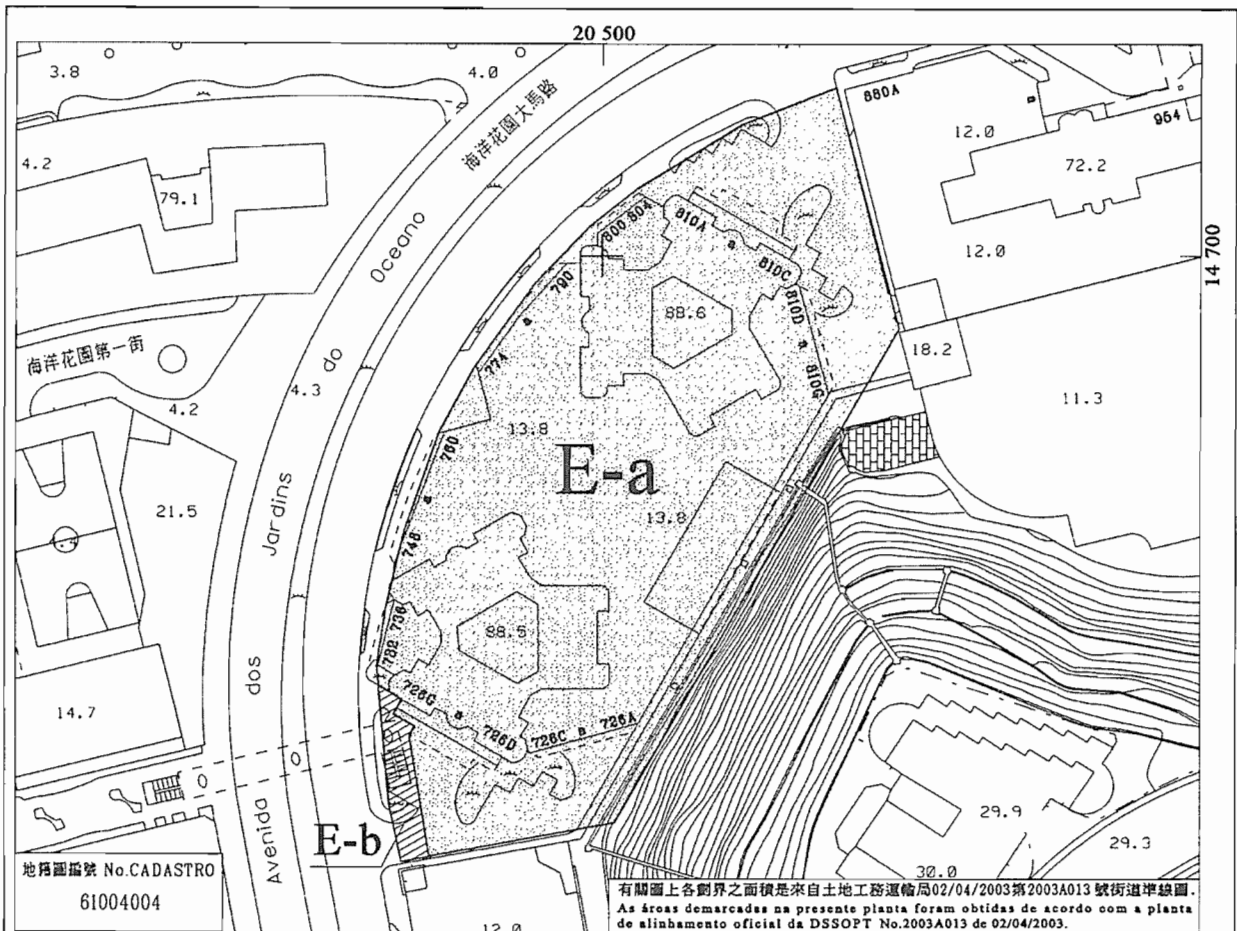 20 500
3.8
4.0
海洋花園大馬路
880A
12.0
954
72.2
4.2
79.1
Oceano
800 804
810A
a
810C
12.0
14 700
790
a
88.6
810D
a
810G
do
海洋花園第一街
77A
18.2
4.3
4.2
11.3
13.8
760
E-a
21.5
a
13.8
Jardins
748
736
782
88.5
dos
14.7
726G
a
726D
726C a 726A
Avenida
E-b
29.9
29.3
30.0
12.0
地籍圖編號 No.CADASTRO
61004004
有關圖上各劃界之面積是來自土地工務運輸局02/04/2003第2003A013 號街道準線圖.
As áreas demarcadas na presente planta foram obtidas de acordo com a planta
de alinhamento oficial da DSSOPT No.2003A013 de 02/04/2003.